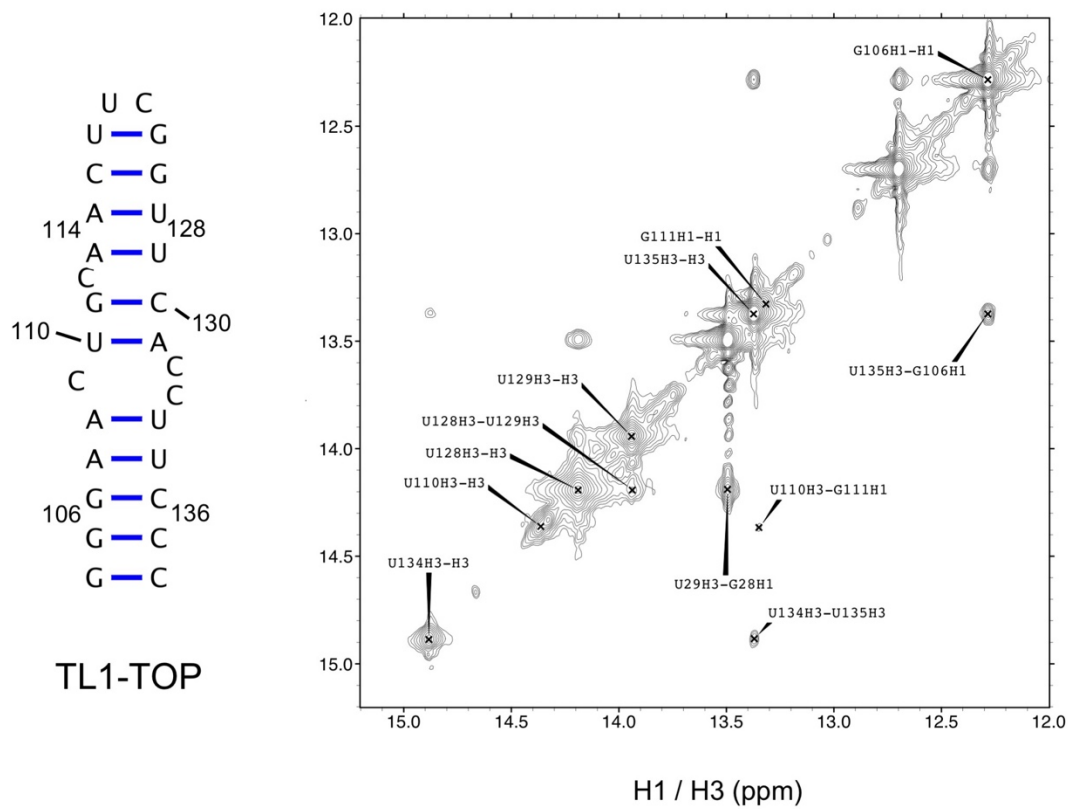 U C
U G
C G
A U
114 128
A U
C
G C
130
110
U A
C
C
C
A U
A U
106 G C 136
G C
G C
TL1-TOP
12.0
12.5
13.0
13.5
14.0
14.5
15.0
G106H1-H1
G111H1-H1
U135H3-H3
U135H3-G106H1
U129H3-H3
U128H3-U129H3
U128H3-H3
U110H3-H3
U110H3-G111H1
U134H3-H3
U29H3-G28H1
U134H3-U135H3
15.0 14.5 14.0 13.5 13.0 12.5 12.0
H1 / H3 (ppm)